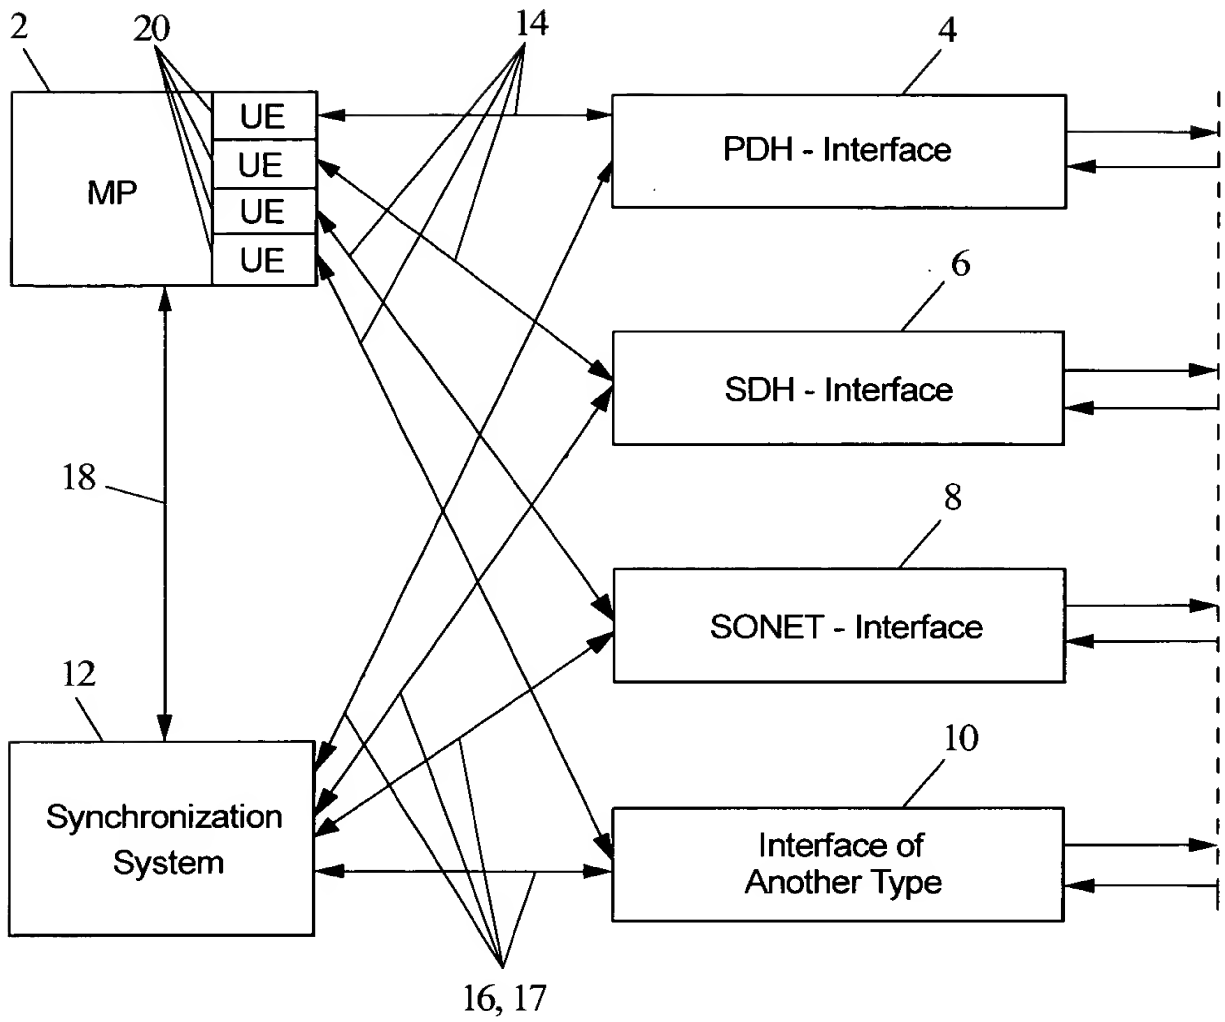 2
20
14
4
UE
UE
UE
UE
MP
PDH - Interface
6
SDH - Interface
18
8
SONET - Interface
12
10
Synchronization
System
Interface of
Another Type
16, 17